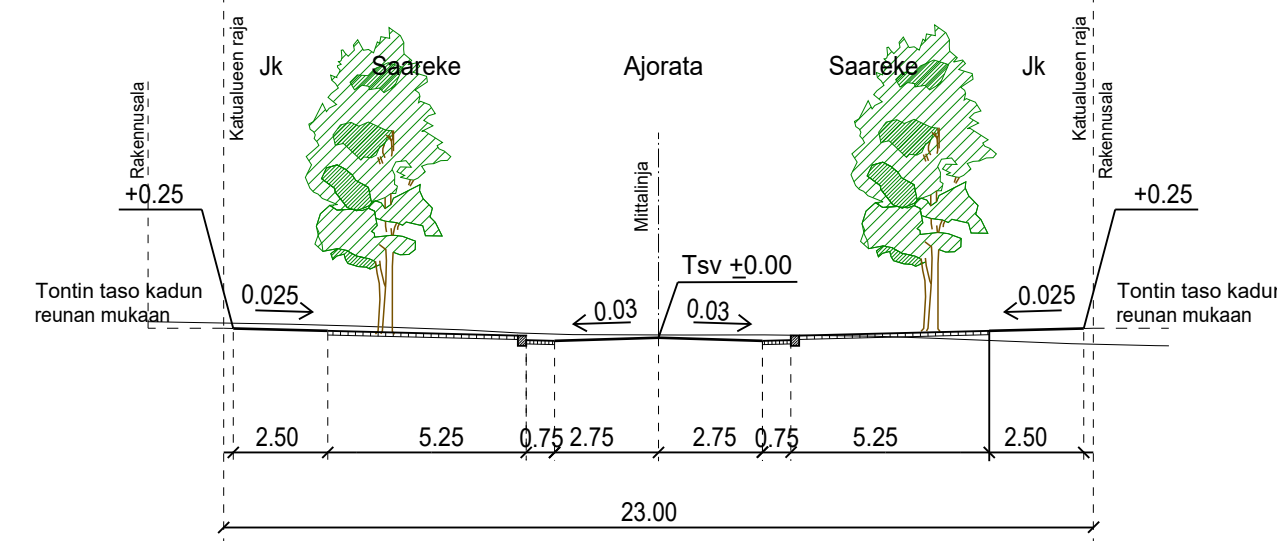 Rakennusala
Katualueen raja
Jk
Saareke
Ajorata
Saareke
Jk
Katualueen raja
Rakennusala
+0.25
Mittalinja
+0.25
Tsv ±0.00
Tontin taso kadun
reunan mukaan
0.025
0.03
0.03
0.025
Tontin taso kadun
reunan mukaan
2.50
5.25
0.75
2.75
2.75
0.75
5.25
2.50
23.00